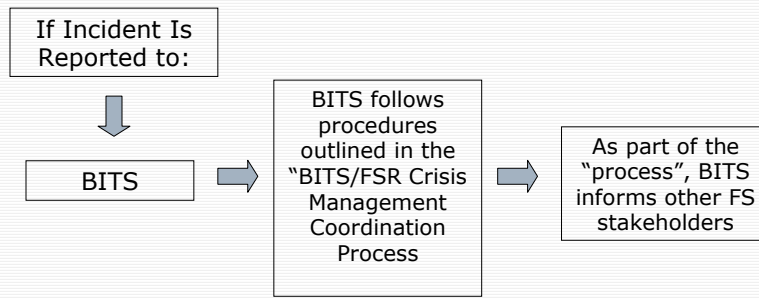 If Incident Is
Reported to:
BITS
BITS follows
procedures
outlined in the
“BITS/FSR Crisis
Management
Coordination
Process
As part of the
“process”, BITS
informs other FS
stakeholders